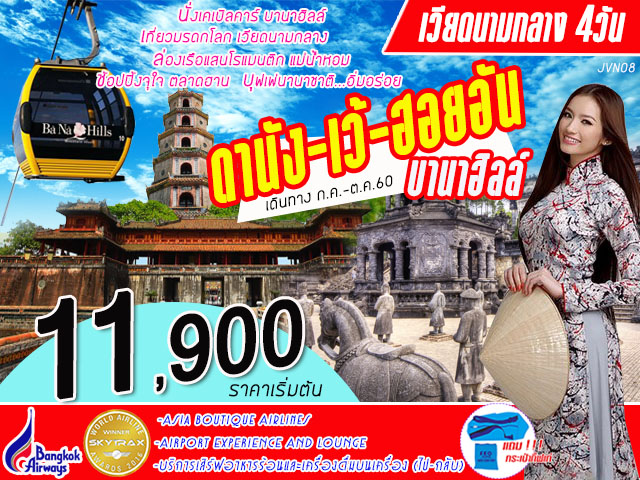 นั่งเคเบิลคาร์ บานาฮิลล์
เที่ยวมรดกโลก เวียดนามกลาง
ล่องเรือแสนโรแมนติก แม่น้ำหอม
ช้อปปิ้งจุใจ ตลาดฮาน บุฟเฟ่นานาชาติ...อิ่มอร่อย
เวียดนามกลาง 4วัน
JVN08
Ba Na Hills
10
ดานัง-เว้-ฮอยอัน
บานาฮิลล์
เดินทาง ก.ค.-ต.ค.60
11,900
ราคาเริ่มต้น
Bangkok
Airways
WORLD AIRLINE
WINNER
SKYTRAX
AWARDS 2016
-ASIA BOUTIQUE AIRLINES
-AIRPORT EXPERIENCE AND LOUNGE
-บริการเสิร์ฟอาหารร้อนและเครื่องดื่มบนเครื่อง (ไป-กลับ)
แถม !!!
กระเป๋ากิ๊ฟเก๋